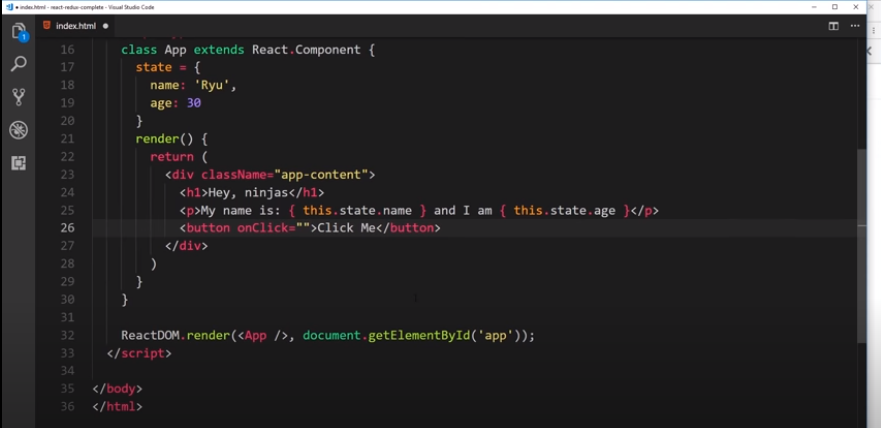 index.html - react-redux-complete - Visual Studio Code
index.html
1
16 class App extends React.Component {
17 state = {
18 name: 'Ryu',
19 age: 30
20 }
21 render() {
22 return (
23 <div className="app-content">
24 <h1>Hey, ninjas</h1>
25 <p>My name is: { this.state.name } and I am { this.state.age }</p>
26 <button onClick="">Click Me</button>
27 </div>
28 )
29 }
30 }
31
32 ReactDOM.render(<App />, document.getElementById('app'));
33 </script>
34
35 </body>
36 </html>